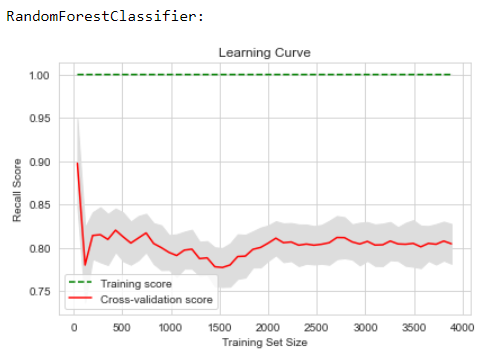 RandomForestClassifier:
Learning Curve
1.00
0.95
0.90
0.85
0.80
0.75
Recall Score
Training score
Cross-validation score
0 500 1000 1500 2000 2500 3000 3500 4000
Training Set Size